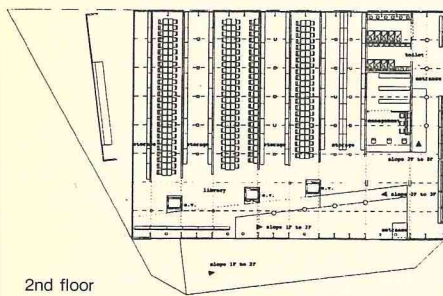 toilet
entrance
management
storage
storage
storage
slope 2F to 3F
library
e.v.
e.v.
e.v.
slope 2F to 3F
slope 1F to 2F
entrance
slope 1F to 2F
2nd floor